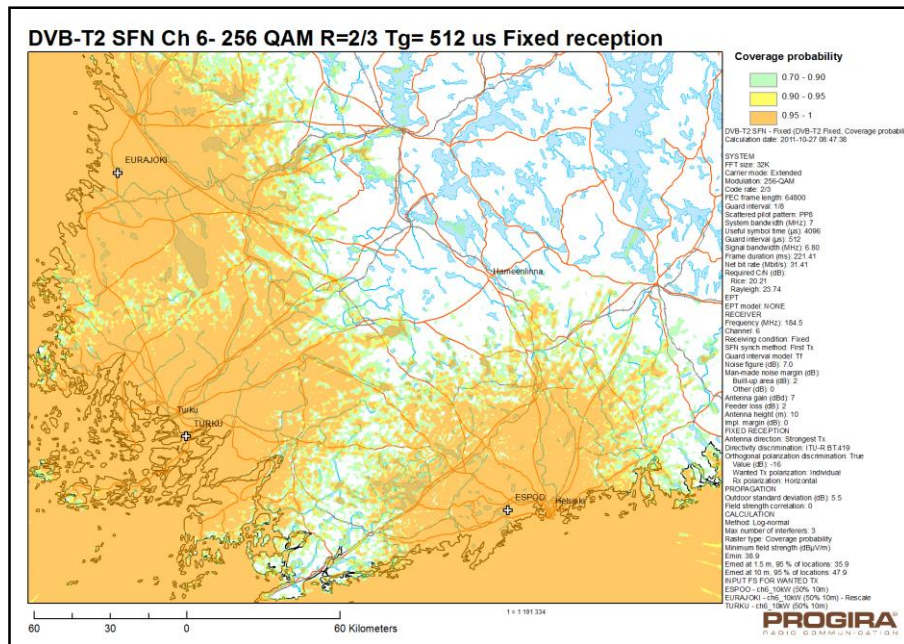 DVB-T2 SFN Ch 6- 256 QAM R=2/3 Tg= 512 us Fixed reception
EURAJOKI
Hämeenlinna
Turku
TURKU
ESPOO
Helsinki
60 30 0 60 Kilometers
1 = 1 191 334
Coverage probability
0.70 - 0.90
0.90 - 0.95
0.95 - 1
DVB-T2 SFN - Fixed (DVB-T2 Fixed, Coverage probabili
Calculation date: 2011-10-27 08:47:38
SYSTEM
FFT size: 32K
Carrier mode: Extended
Modulation: 256-QAM
Code rate: 2/3
FEC frame length: 64800
Guard interval: 1/8
Scattered pilot pattern: PP8
System bandwidth (MHz): 7
Useful symbol time (µs): 4096
Guard interval (µs): 512
Signal bandwidth (MHz): 6.80
Frame duration (ms): 221.41
Net bit rate (Mbit/s): 31.41
Required C/N (dB):
Rice: 20.21
Rayleigh: 23.74
EPT
EPT model: NONE
RECEIVER
Frequency (MHz): 184.5
Channel: 6
Receiving condition: Fixed
SFN synch method: First Tx
Guard interval model: Tf
Noise figure (dB): 7.0
Man-made noise margin (dB):
Built-up area (dB): 2
Other (dB): 0
Antenna gain (dBd): 7
Feeder loss (dB): 2
Antenna height (m): 10
Impl. margin (dB): 0
FIXED RECEPTION
Antenna direction: Strongest Tx
Directivity discrimination: ITU-R BT.419
Orthogonal polarization discrimination: True
Value (dB): -16
Wanted Tx polarization: Individual
Rx polarization: Horizontal
PROPAGATION
Outdoor standard deviation (dB): 5.5
Field strength correlation: 0
CALCULATION
Method: Log-normal
Max number of interferers: 3
Raster type: Coverage probability
Minimum field strength (dBµV/m)
Emin: 38.9
Emed at 1.5 m, 95 % of locations: 35.9
Emed at 10 m, 95 % of locations: 47.9
INPUT FS FOR WANTED TX
ESPOO - ch6_10kW (50% 10m)
EURAJOKI - ch6_10kW (50% 10m) - Rescale
TURKU - ch6_10kW (50% 10m)
PROGIRA
RADIO COMMUNICATION